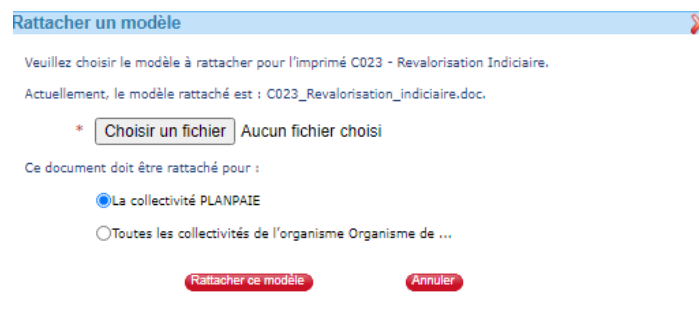 Rattacher un modèle
Veuillez choisir le modèle à rattacher pour l'imprimé C023 - Revalorisation Indiciaire.
Actuellement, le modèle rattaché est : C023_Revalorisation_indiciaire.doc.
* Choisir un fichier Aucun fichier choisi
Ce document doit être rattaché pour :
La collectivité PLANPAIE
Toutes les collectivités de l'organisme Organisme de ...
Rattacher ce modèle Annuler